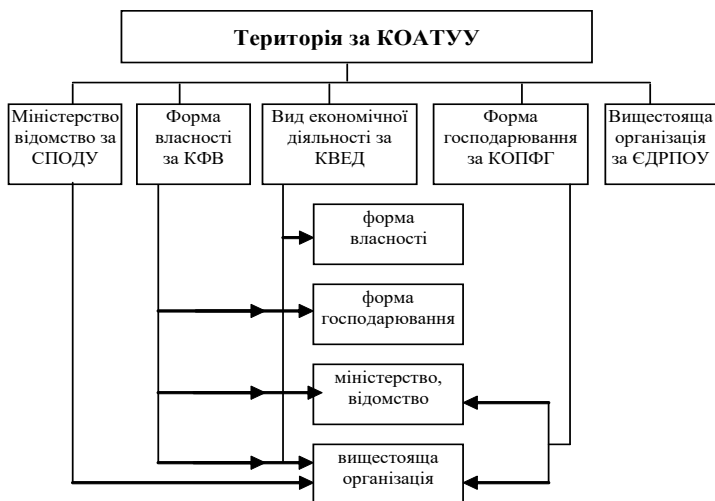 Територія за КОАТУУ
Міністерство
відомство за
СПОДУ
Форма
власності
за КФВ
Вид економічної
діяльності за
КВЕД
Форма
господарювання
за КОПФГ
Вищестояща
організація
за ЄДРПОУ
форма
власності
форма
господарювання
міністерство,
відомство
вищестояща
організація